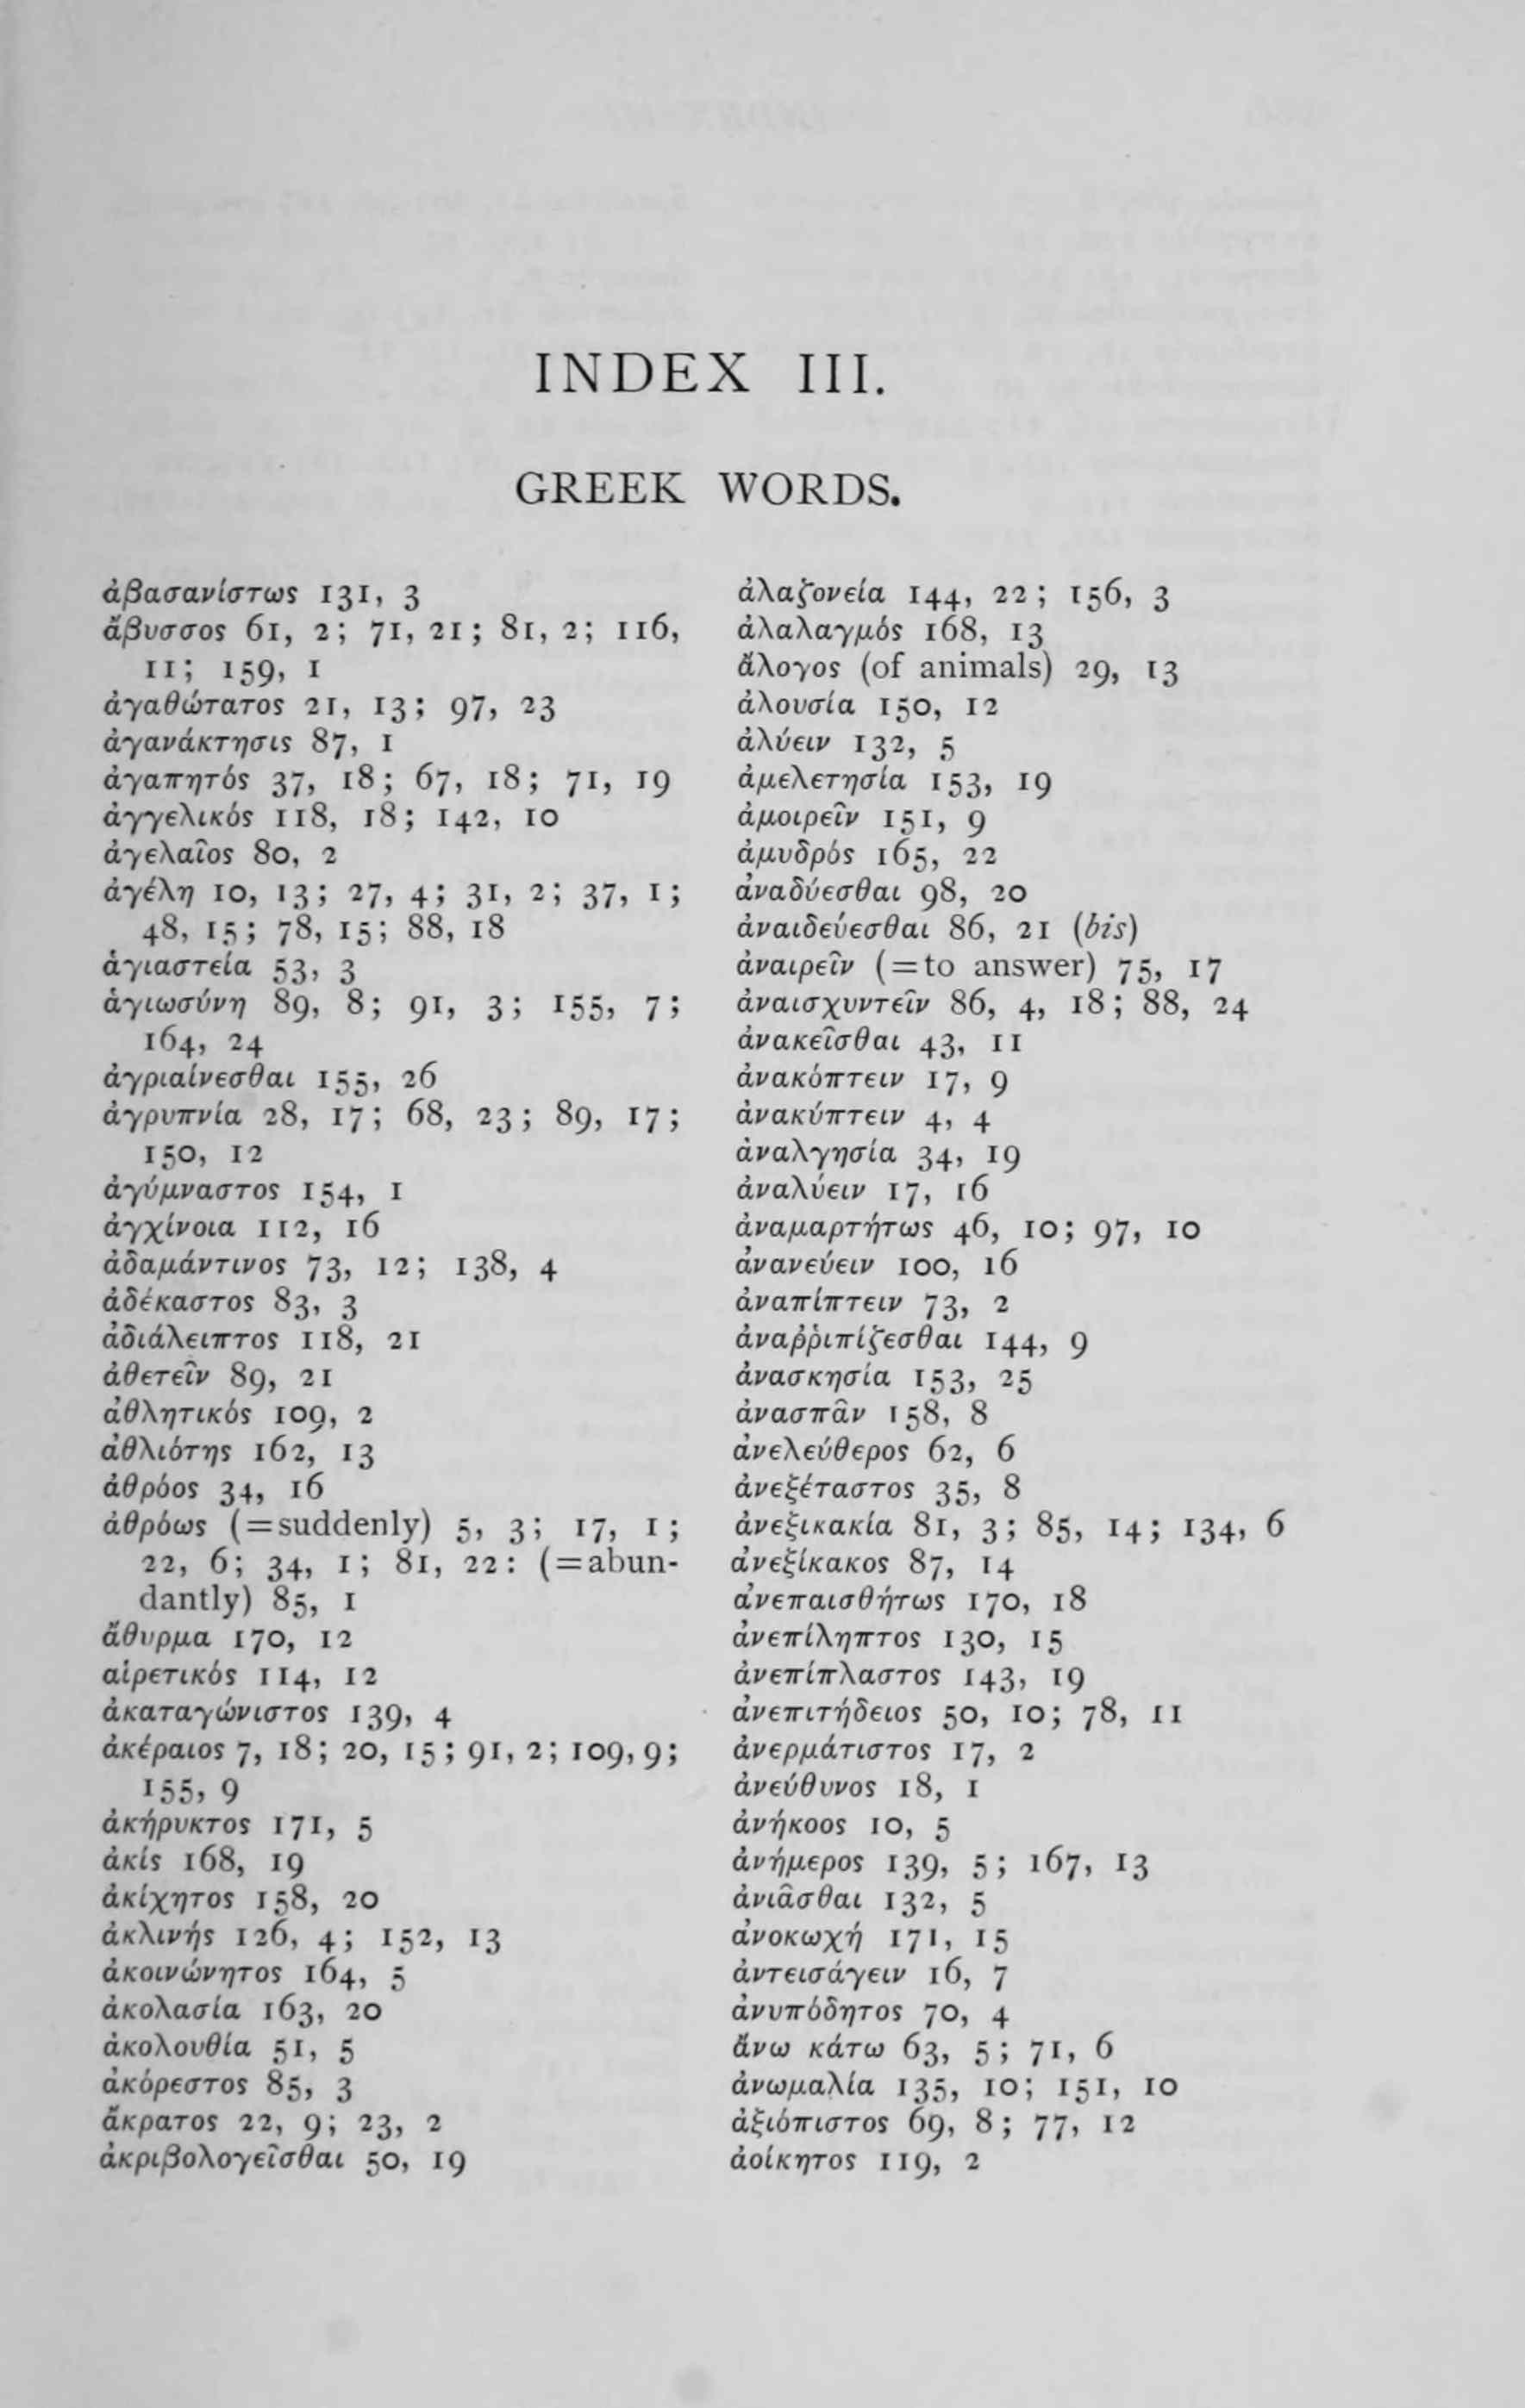 INDEX III.
GREEK WORDS.
ἀβασανίστως 131, 3
ἄβυσσος 61, 2; 71, 21; 81, 2; 116,
11; 159, 1
ἀγαθώτατος 21, 13; 97, 23
ἀγανάκτησις 87, 1
ἀγαπητός 37, 18; 67, 18; 71, 19
ἀγγελικός 118, 18; 142, 10
ἀγελαῖος 80, 2
ἀγέλη 10, 13; 27, 4; 31, 2; 37, 1;
48, 15; 78, 15; 88, 18
ἁγιαστεία 53, 3
ἁγιωσύνη 89, 8; 91, 3; 155, 7;
164, 24
ἀγριαίνεσθαι 155, 26
ἀγρυπνία 28, 17; 68, 23; 89, 17;
150, 12
ἀγύμναστος 154, 1
ἀγχίνοια 112, 16
ἀδαμάντινος 73, 12; 138, 4
ἀδέκαστος 83, 3
ἀδιάλειπτος 118, 21
ἀθετεῖν 89, 21
ἀθλητικός 109, 2
ἀθλιότης 162, 13
ἀθρόος 34, 16
ἀθρόως (=suddenly) 5, 3; 17, 1;
22, 6; 34, 1; 81, 22: (=abun-
dantly) 85, 1
ἄθυρμα 170, 12
αἱρετικός 114, 12
ἀκαταγώνιστος 139, 4
ἀκέραιος 7, 18; 20, 15; 91, 2; 109, 9;
155, 9
ἀκήρυκτος 171, 5
ἀκίς 168, 19
ἀκίχητος 158, 20
ἀκλινής 126, 4; 152, 13
ἀκοινώνητος 164, 5
ἀκολασία 163, 20
ἀκολουθία 51, 5
ἀκόρεστος 85, 3
ἄκρατος 22, 9; 23, 2
ἀκριβολογεῖσθαι 50, 19
ἀλαζονεία 144, 22; 156, 3
ἀλαλαγμός 168, 13
ἄλογος (of animals) 29, 13
ἀλουσία 150, 12
ἀλύειν 132, 5
ἀμελετησία 153, 19
ἀμοιρεῖν 151, 9
ἀμυδρός 165, 22
ἀναδύεσθαι 98, 20
ἀναιδεύεσθαι 86, 21 (bis)
ἀναιρεῖν (=to answer) 75, 17
ἀναισχυντεῖν 86, 4, 18; 88, 24
ἀνακεῖσθαι 43, 11
ἀνακόπτειν 17, 9
ἀνακύπτειν 4, 4
ἀναλγησία 34, 19
ἀναλύειν 17, 16
ἀναμαρτήτως 46, 10; 97, 10
ἀνανεύειν 100, 16
ἀναπίπτειν 73, 2
ἀναῤῥιπίζεσθαι 144, 9
ἀνασκησία 153, 25
ἀνασπᾶν 158, 8
ἀνελεύθερος 62, 6
ἀνεξέταστος 35, 8
ἀνεξικακία 81, 3; 85, 14; 134, 6
ἀνεξίκακος 87, 14
ἀνεπαισθήτως 170, 18
ἀνεπίληπτος 130, 15
ἀνεπίπλαστος 143, 19
ἀνεπιτήδειος 50, 10; 78, 11
ἀνερμάτιστος 17, 2
ἀνεύθυνος 18, 1
ἀνήκοος 10, 5
ἀνήμερος 139, 5; 167, 13
ἀνιᾶσθαι 132, 5
ἀνοκωχή 171, 15
ἀντεισάγειν 16, 7
ἀνυπόδητος 70, 4
ἄνω κάτω 63, 5; 71, 6
ἀνωμαλία 135, 10; 151, 10
ἀξιόπιστος 69, 8; 77, 12
ἀοίκητος 119, 2